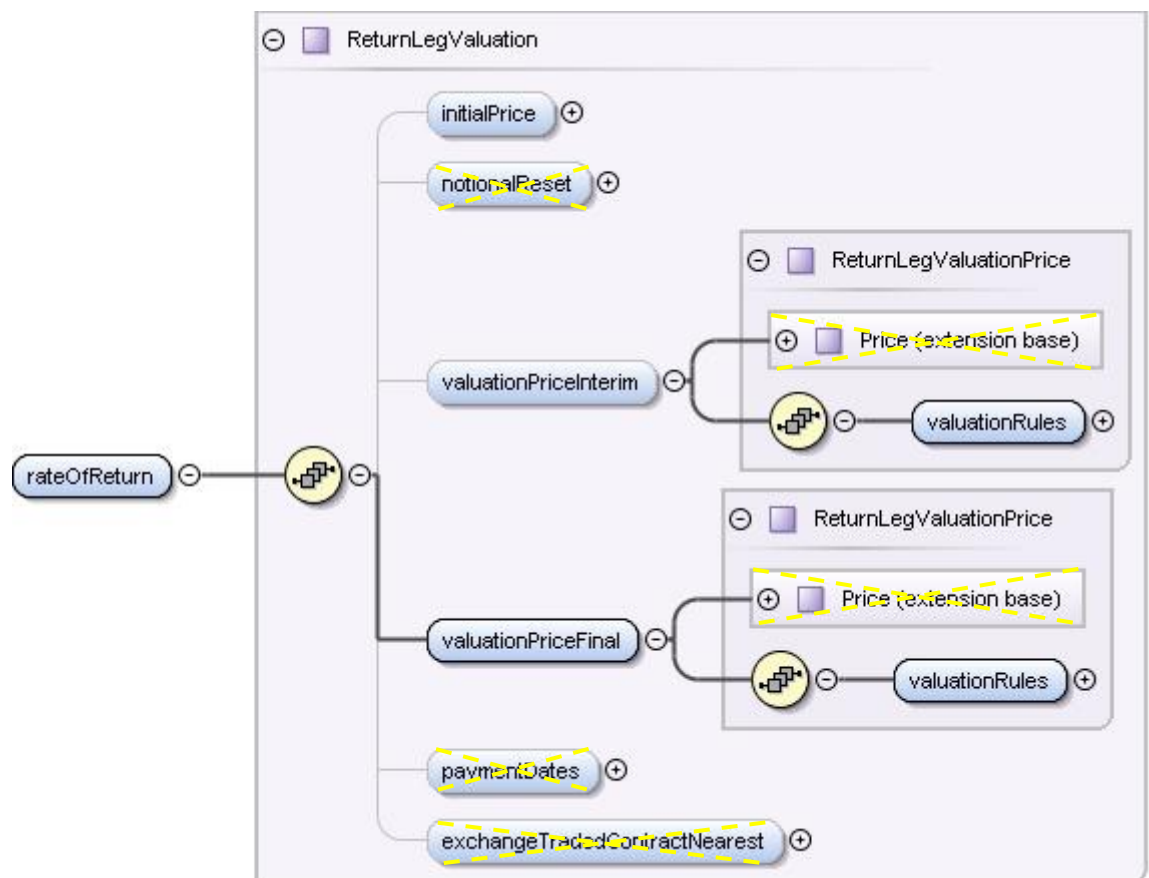 ReturnLegValuation
initialPrice
notionalReset
ReturnLegValuationPrice
Price (extension base)
valuationPriceInterim
valuationRules
rateOfReturn
ReturnLegValuationPrice
Price (extension base)
valuationPriceFinal
valuationRules
paymentDates
exchangeTradedContractNearest